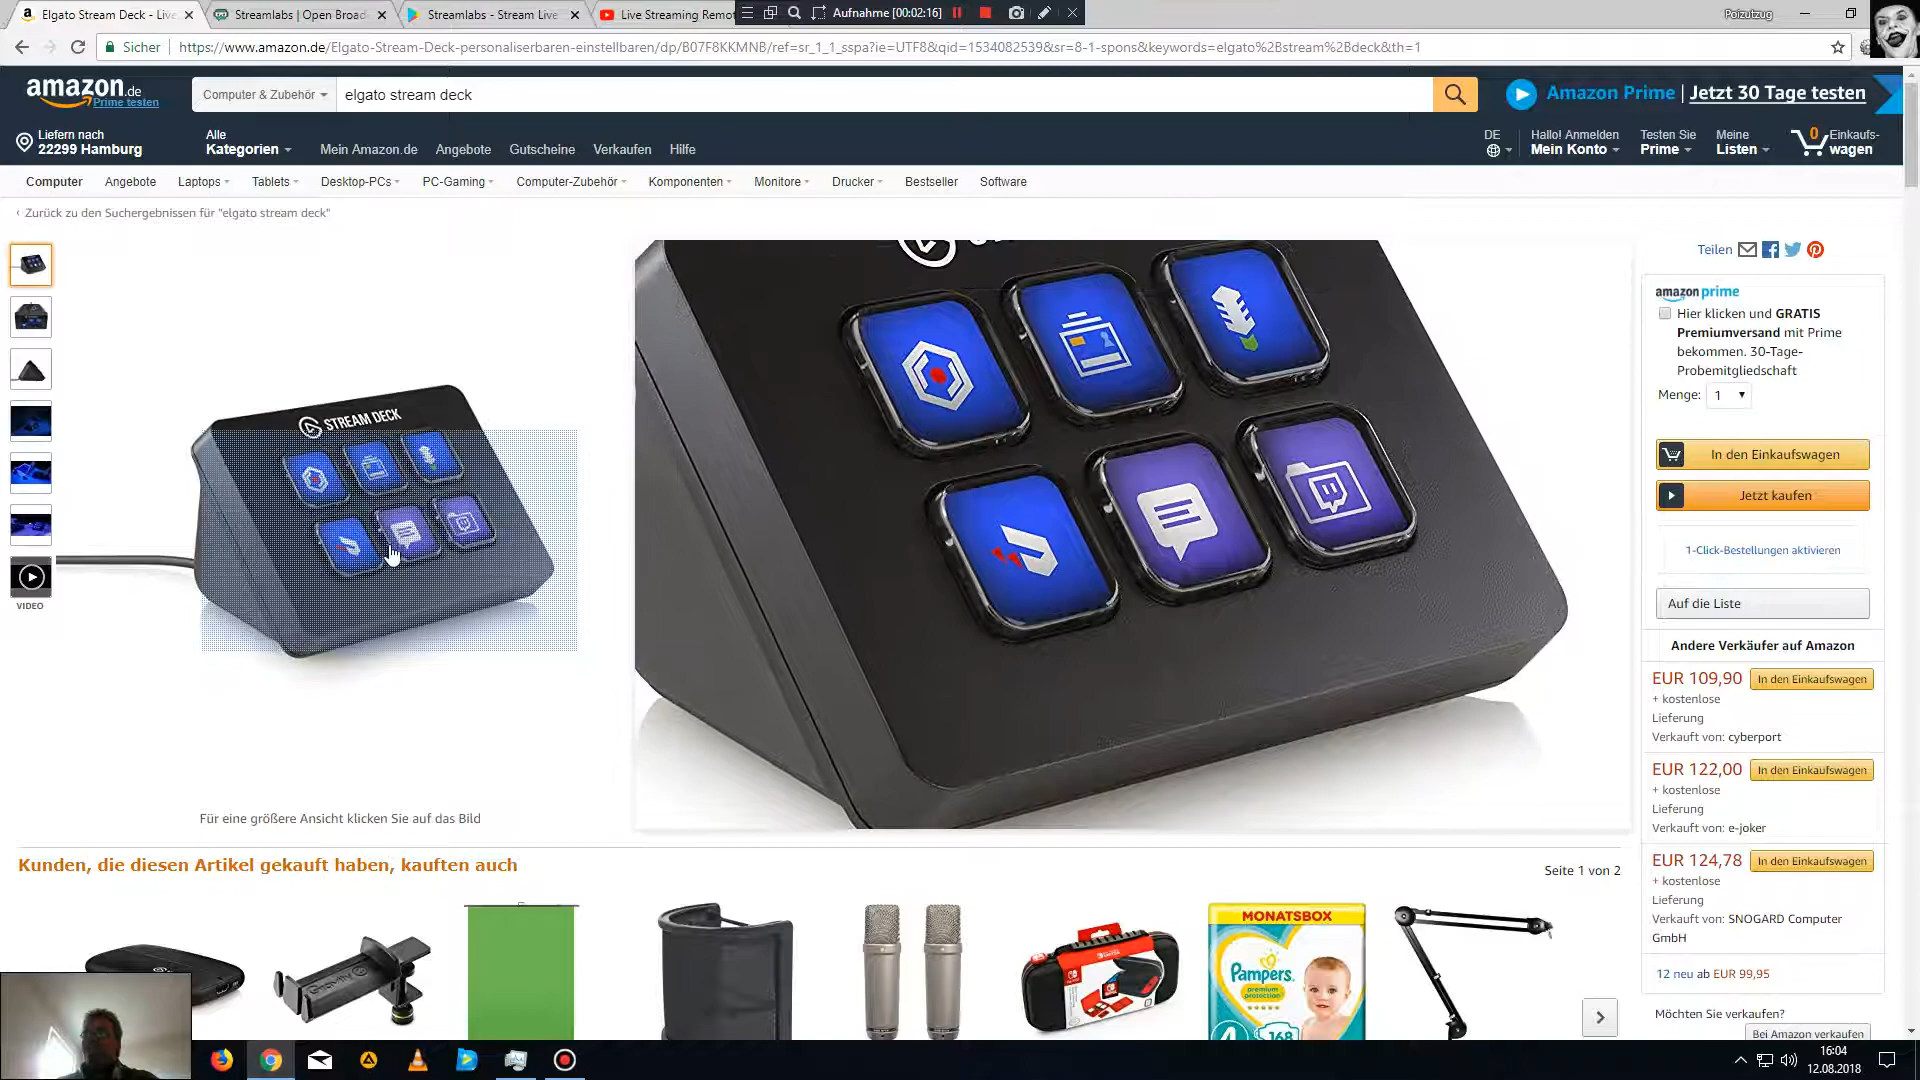 Elgato Stream Deck - Live
Streamlabs | Open Broad
Streamlabs - Stream Live
Live Streaming Remot
Aufnahme [00:02:16]
Poizutzug
Sicher
https://www.amazon.de/Elgato-Stream-Deck-personaliserbaren-einstellbaren/dp/B07F8KKMNB/ref=sr_1_1_sspa?ie=UTF8&qid=1534082539&sr=8-1-spons&keywords=elgato%2Bstream%2Bdeck&th=1
amazon.de
Prime testen
Computer & Zubehör
elgato stream deck
Amazon Prime | Jetzt 30 Tage testen
Liefern nach
22299 Hamburg
Alle
Kategorien
Mein Amazon.de
Angebote
Gutscheine
Verkaufen
Hilfe
DE
Hallo! Anmelden
Mein Konto
Testen Sie
Prime
Meine
Listen
0
Einkaufs-
wagen
Computer
Angebote
Laptops
Tablets
Desktop-PCs
PC-Gaming
Computer-Zubehör
Komponenten
Monitore
Drucker
Bestseller
Software
‹ Zurück zu den Suchergebnissen für "elgato stream deck"
VIDEO
STREAM DECK
Für eine größere Ansicht klicken Sie auf das Bild
Teilen
amazon prime
Hier klicken und GRATIS
Premiumversand mit Prime
bekommen. 30-Tage-
Probemitgliedschaft
Menge: 1
In den Einkaufswagen
Jetzt kaufen
1-Click-Bestellungen aktivieren
Auf die Liste
Andere Verkäufer auf Amazon
EUR 109,90
In den Einkaufswagen
+ kostenlose
Lieferung
Verkauft von: cyberport
EUR 122,00
In den Einkaufswagen
+ kostenlose
Lieferung
Verkauft von: e-joker
EUR 124,78
In den Einkaufswagen
+ kostenlose
Lieferung
Verkauft von: SNOGARD Computer
GmbH
12 neu ab EUR 99,95
Möchten Sie verkaufen?
Bei Amazon verkaufen
Kunden, die diesen Artikel gekauft haben, kauften auch
Seite 1 von 2
Gravity
MONATSBOX
Pampers
premium
protection
4
168
16:04
12.08.2018